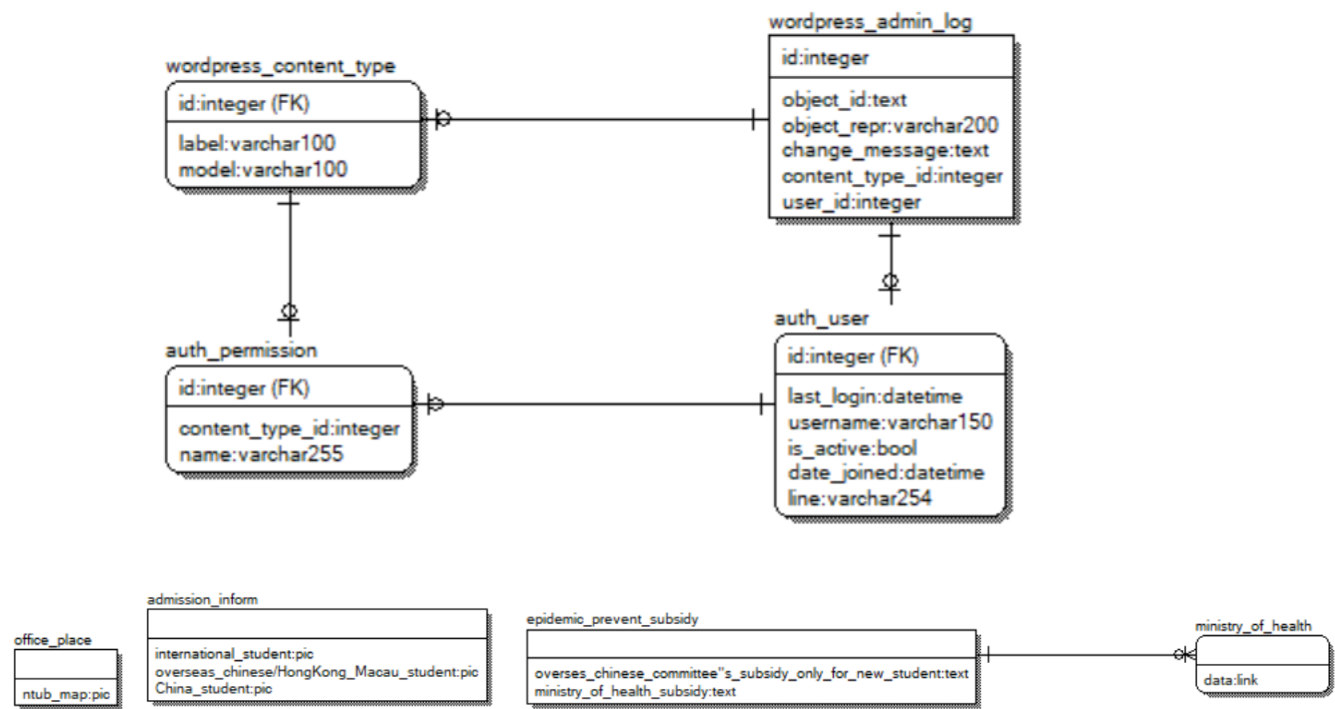 wordpress_content_type
id:integer (FK)
label:varchar100
model:varchar100
wordpress_admin_log
id:integer
object_id:text
object_repr:varchar200
change_message:text
content_type_id:integer
user_id:integer
auth_permission
id:integer (FK)
content_type_id:integer
name:varchar255
auth_user
id:integer (FK)
last_login:datetime
username:varchar150
is_active:bool
date_joined:datetime
line:varchar254
office_place
ntub_map:pic
admission_inform
international_student:pic
overseas_chinese/HongKong_Macau_student:pic
China_student:pic
epidemic_prevent_subsidy
overses_chinese_committee"s_subsidy_only_for_new_student:text
ministry_of_health_subsidy:text
ministry_of_health
data:link